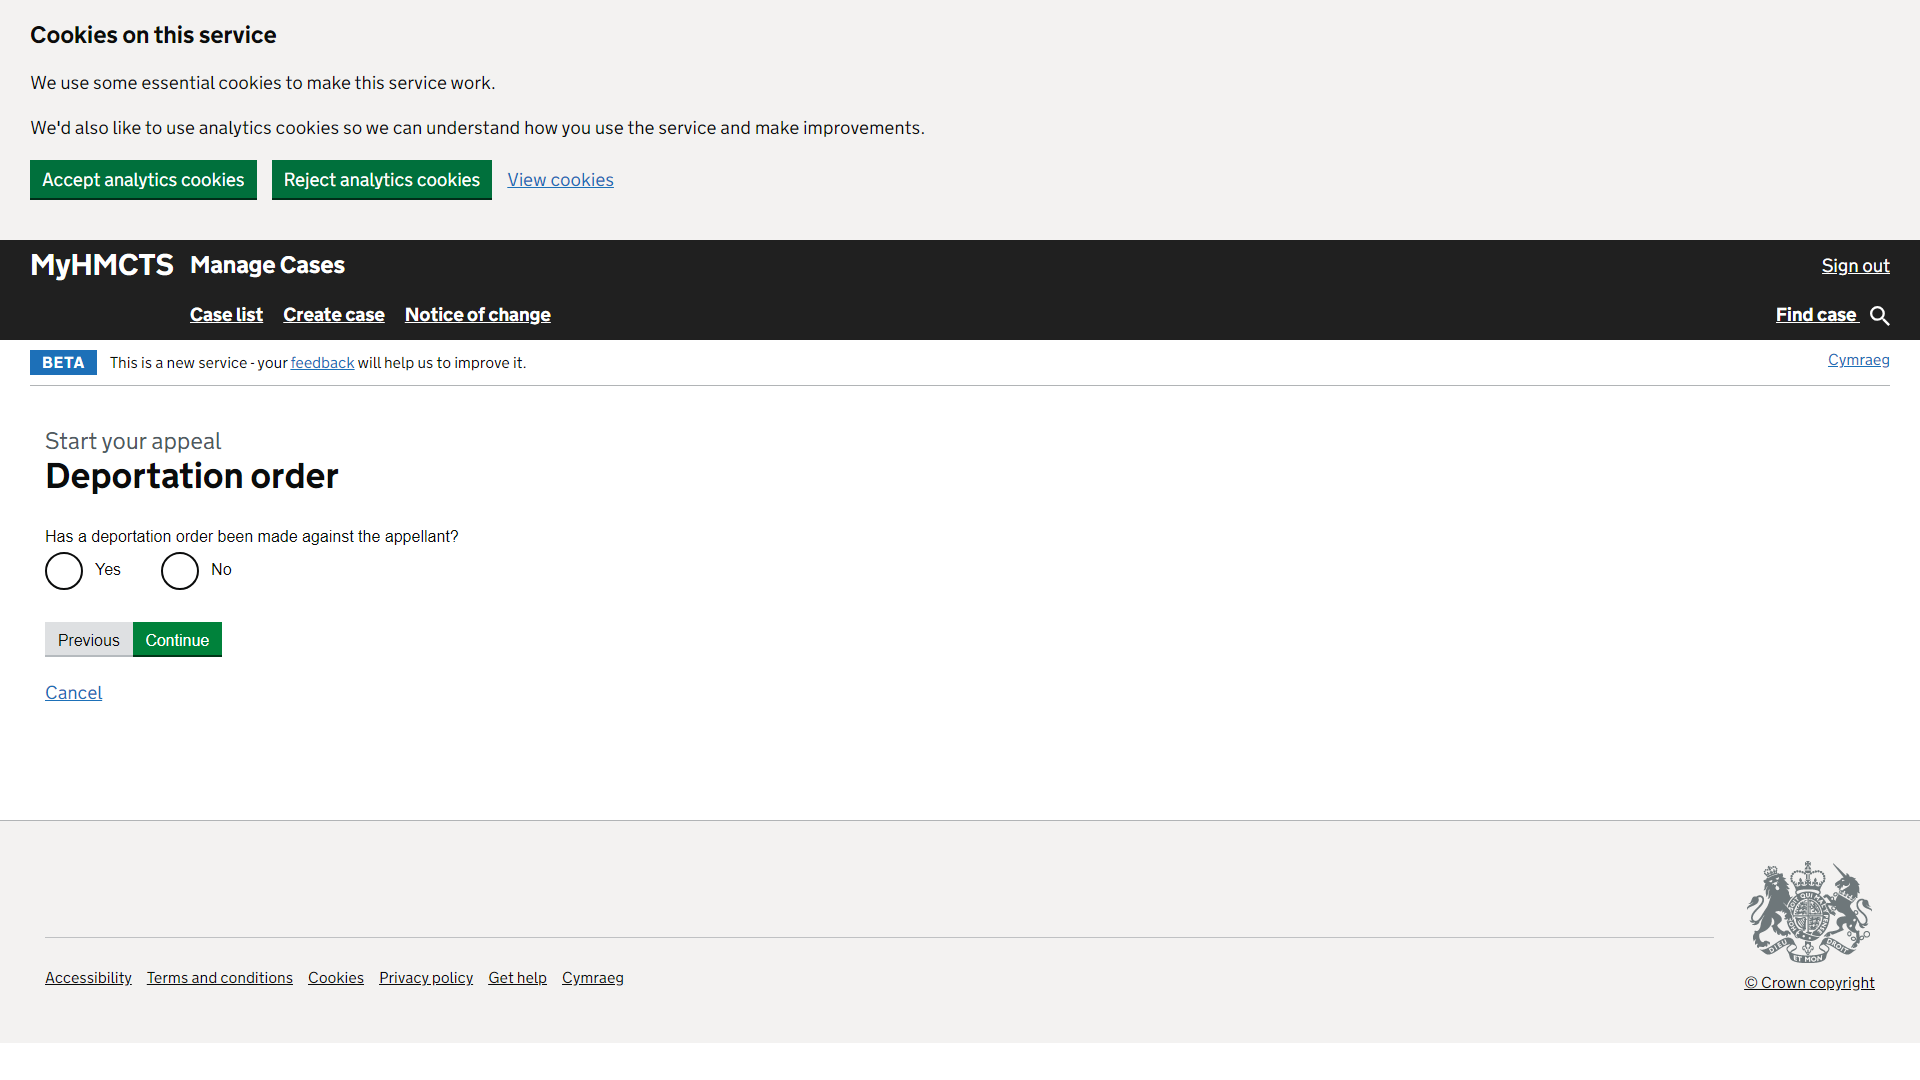 Cookies on this service
We use some essential cookies to make this service work.
We'd also like to use analytics cookies so we can understand how you use the service and make improvements.
Accept analytics cookies Reject analytics cookies View cookies
MyHMCTS Manage Cases Sign out
Case list Create case Notice of change Find case
BETA This is a new service - your feedback will help us to improve it. Cymraeg
Start your appeal
Deportation order
Has a deportation order been made against the appellant?
Yes No
Previous Continue
Cancel
DIEU ET MON DROIT
Accessibility Terms and conditions Cookies Privacy policy Get help Cymraeg
© Crown copyright